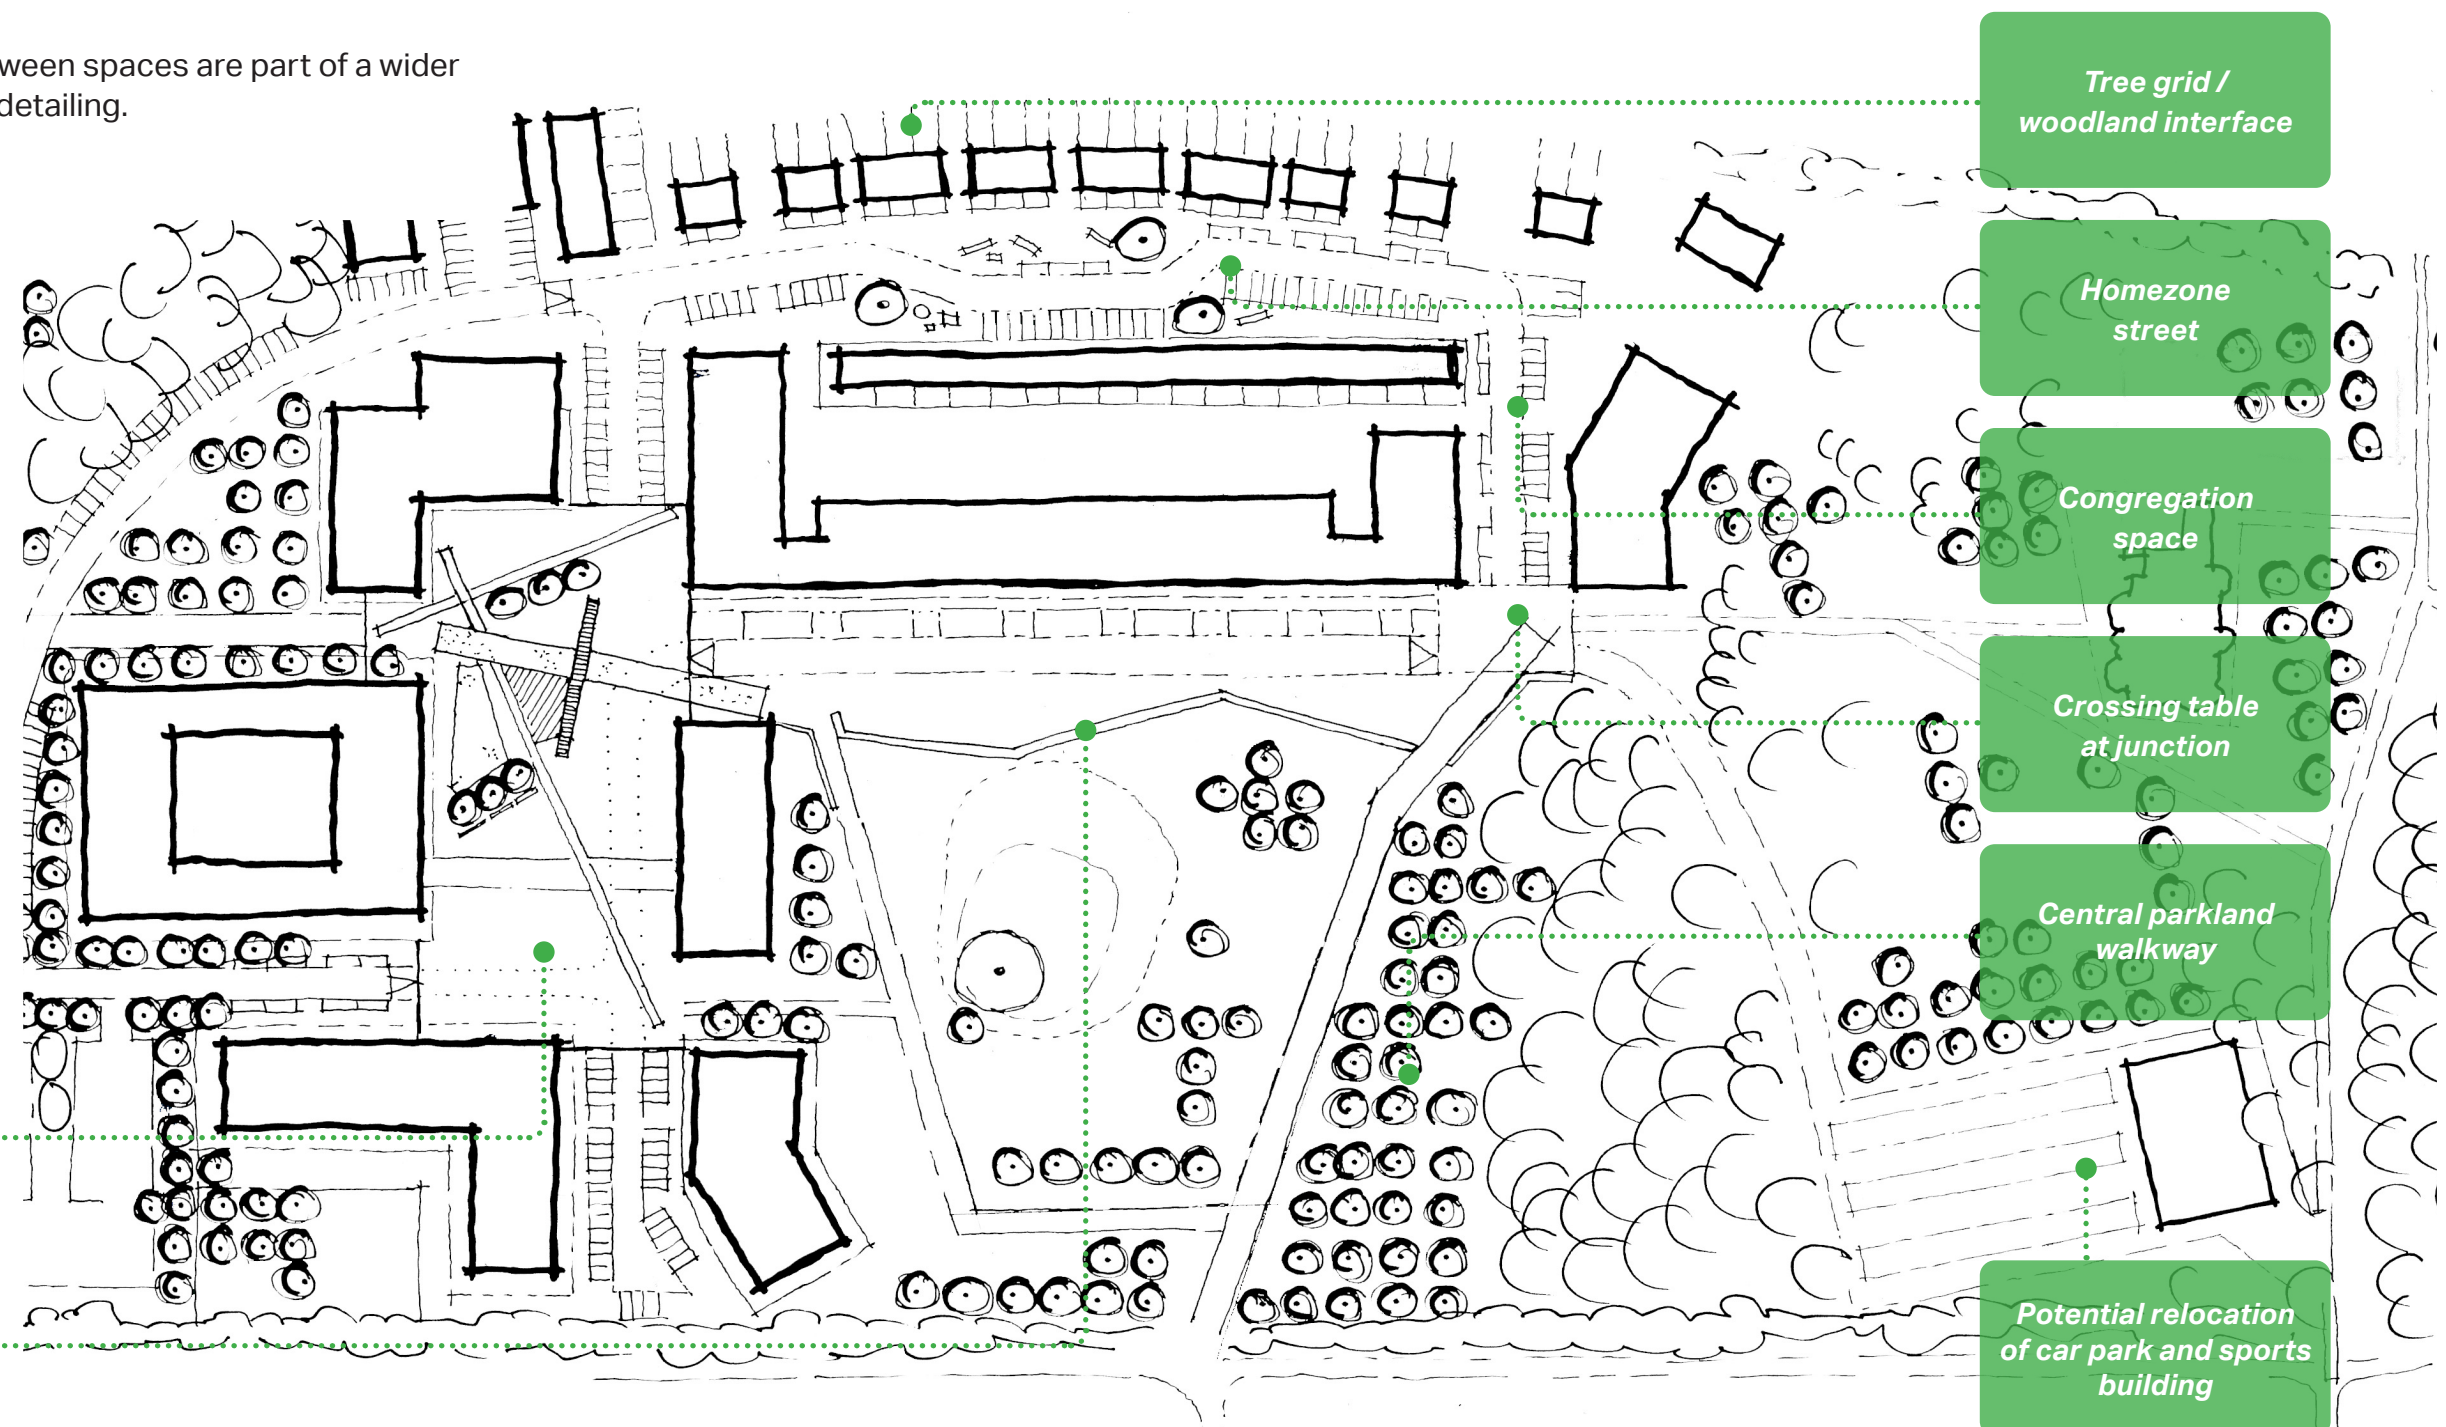 ween spaces are part of a wider
detailing.
Tree grid /
woodland interface
Homezone
street
Congregation
space
Crossing table
at junction
Central parkland
walkway
Potential relocation
of car park and sports
building